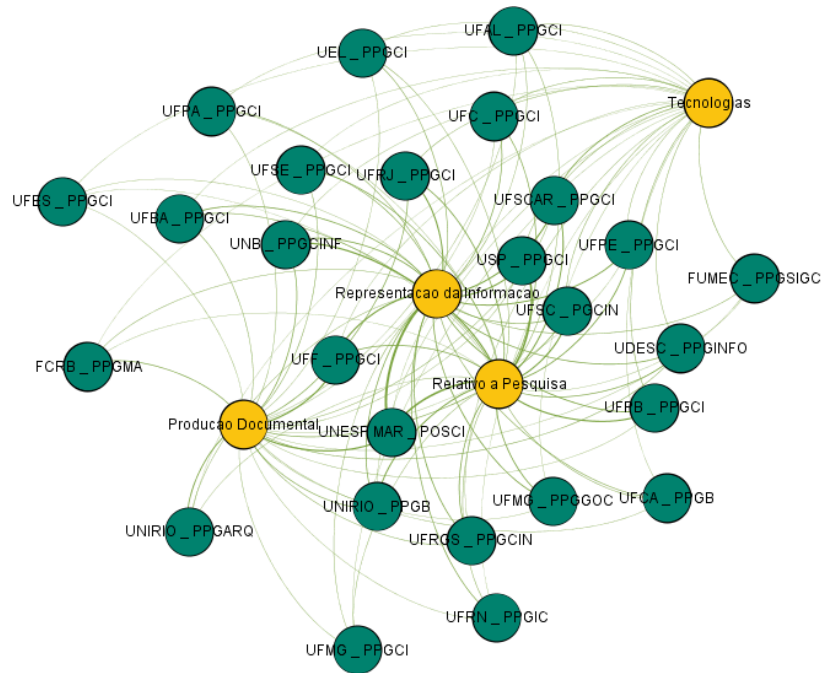 UFAL _ PPGCI
UEL _ PPGCI
Tecnologias
UFPA _ PPGCI
UFC _ PPGCI
UFSE _ PPGCI
UFRJ _ PPGCI
UFES _ PPGCI
UFSCAR _ PPGCI
UFBA _ PPGCI
UNB _ PPGCINF
USP _ PPGCI
UFPE _ PPGCI
FUMEC _ PPGSIGC
Representacao da Informacao
UFSC _ PGCIN
UDESC _ PPGINFO
UFF _ PPGCI
FCRB _ PPGMA
Relativo a Pesquisa
UFPB _ PPGCI
Producao Documental
UNESP MAR _ POSCI
UNIRIO _ PPGB
UFMG _ PPGGOC
UFCA _ PPGB
UNIRIO _ PPGARQ
UFRGS _ PPGCIN
UFRN _ PPGIC
UFMG _ PPGCI